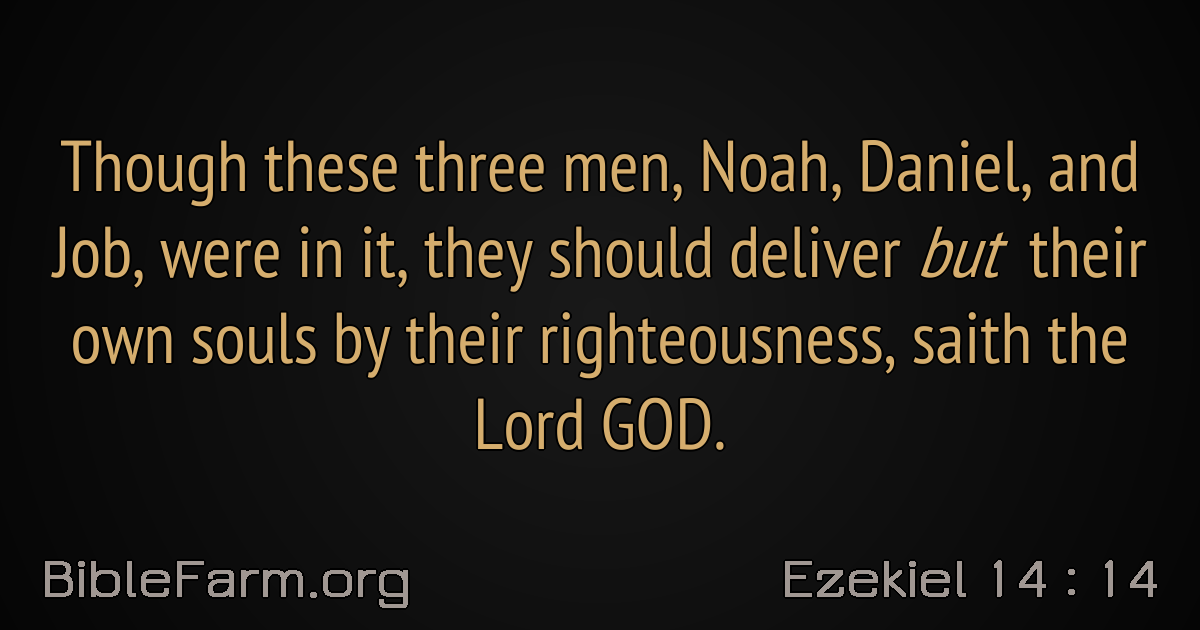 Though these three men, Noah, Daniel, and
Job, were in it, they should deliver but their
own souls by their righteousness, saith the
Lord GOD.
BibleFarm.org
Ezekiel 14 : 14